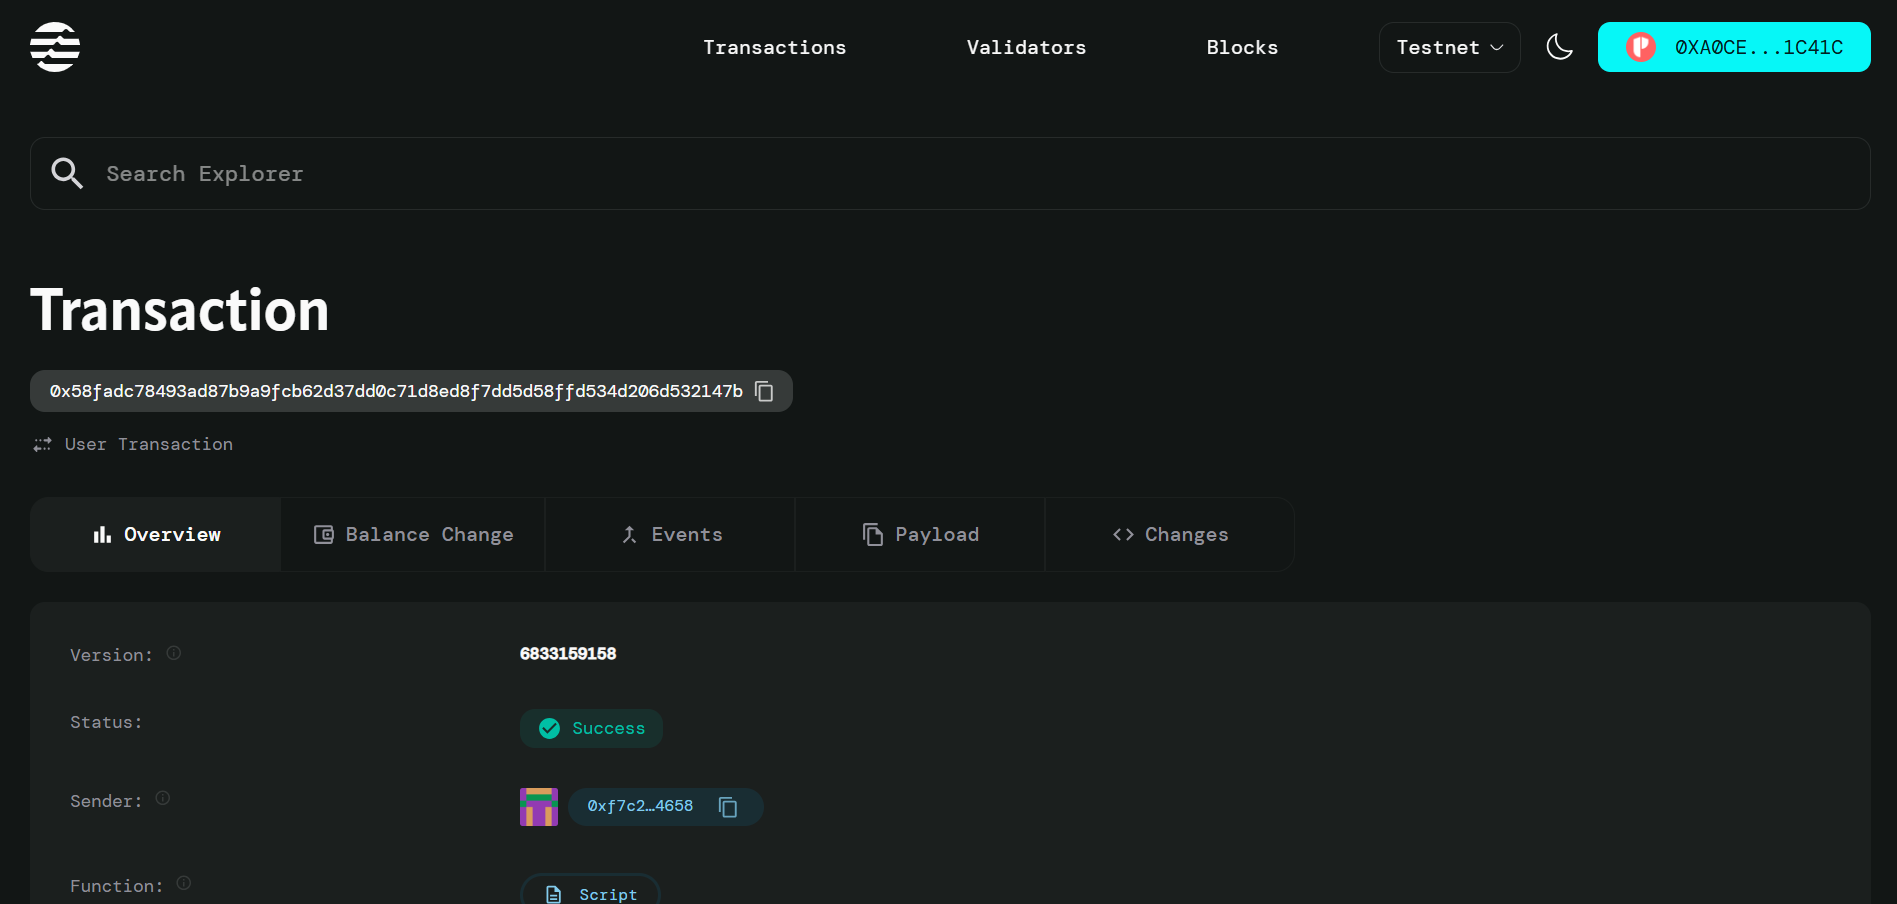 Transactions Validators Blocks Testnet 0XA0CE...1C41C
Search Explorer
Transaction
0x58fadc78493ad87b9a9fcb62d37dd0c71d8ed8f7dd5d58ffd534d206d532147b
User Transaction
Overview Balance Change Events Payload Changes
Version: 6833159158
Status: Success
Sender: 0xf7c2…4658
Function: Script